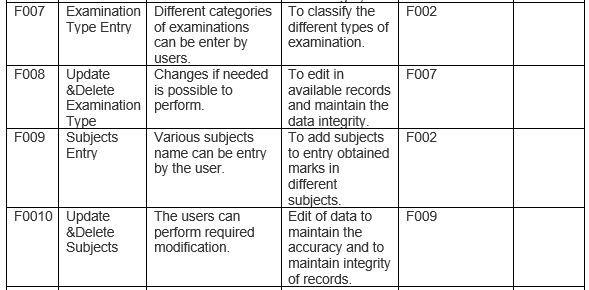 F007
Examination
Type Entry
Different categories
of examinations
can be enter by
users.
To classify the
different types of
examination.
F002
F008
Update
&Delete
Examination
Type
Changes if needed
is possible to
perform.
To edit in
available records
and maintain the
data integrity.
F007
F009
Subjects
Entry
Various subjects
name can be entry
by the user.
To add subjects
to entry obtained
marks in
different
subjects.
F002
F0010
Update
&Delete
Subjects
The users can
perform required
modification.
Edit of data to
maintain the
accuracy and to
maintain integrity
of records.
F009